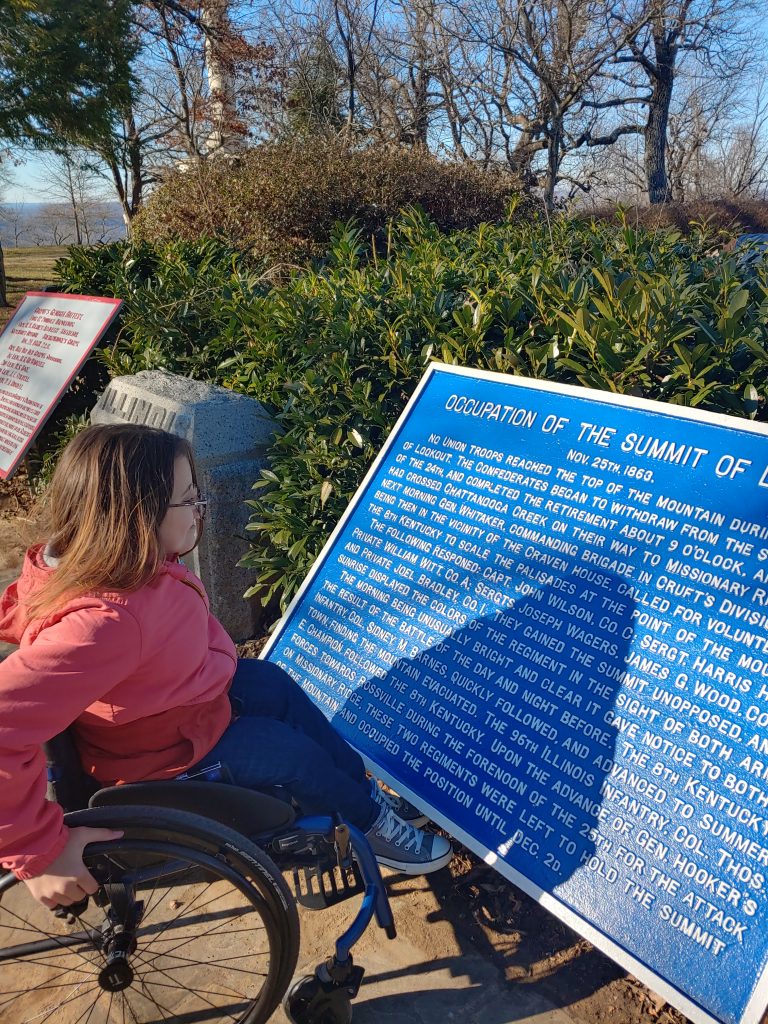 ILLINOI
OCCUPATION OF THE SUMMIT OF L
NOV. 25TH, 1863.
NO UNION TROOPS REACHED THE TOP OF THE MOUNTAIN DURIN
OF LOOKOUT. THE CONFEDERATES BEGAN TO WITHDRAW FROM THE S
OF THE 24TH, AND COMPLETED THE RETIREMENT ABOUT 9 O'CLOCK, A
HAD CROSSED CHATTANOOGA CREEK ON THEIR WAY TO MISSIONARY R
NEXT MORNING GEN. WHITAKER, COMMANDING BRIGADE IN CRUFT'S DIVISI
BEING THEN IN THE VICINITY OF THE CRAVEN HOUSE CALLED FOR VOLUNTE
THE 8TH KENTUCKY TO SCALE THE PALISADES AT THE POINT OF THE MOU
THE FOLLOWING RESPONED: CAPT. JOHN WILSON, CO. C. SERGT. HARRIS H
PRIVATE WILLIAM WITT CO. A. SERGT. JOSEPH WAGERS, JAMES G. WOOD, CO
AND PRIVATE JOEL BRADLEY, CO. I. THEY GAINED THE SUMMIT UNOPPOSED, AN
SUNRISE DISPLAYED THE COLORS OF THE REGIMENT IN THE SIGHT OF BOTH AR
THE MORNING BEING UNUSUALLY BRIGHT AND CLEAR IT GAVE NOTICE TO BOTH
THE RESULT OF THE BATTLE OF THE DAY AND NIGHT BEFORE. THE 8TH KENTUCKY
INFANTRY, COL. SIDNEY M. BARNES, QUICKLY FOLLOWED, AND ADVANCED TO SUMMER
TOWN, FINDING THE MOUNTAIN EVACUATED. THE 96TH ILLINOIS INFANTRY, COL. THOS.
E. CHAMPION FOLLOWED THE 8TH KENTUCKY. UPON THE ADVANCE OF GEN. HOOKER'S
FORCES TOWARDS ROSSVILLE DURING THE FORENOON OF THE 25TH FOR THE ATTACK
ON MISSIONARY RIDGE, THESE TWO REGIMENTS WERE LEFT TO HOLD THE SUMMIT
OF THE MOUNTAIN AND OCCUPIED THE POSITION UNTIL DEC. 2D.